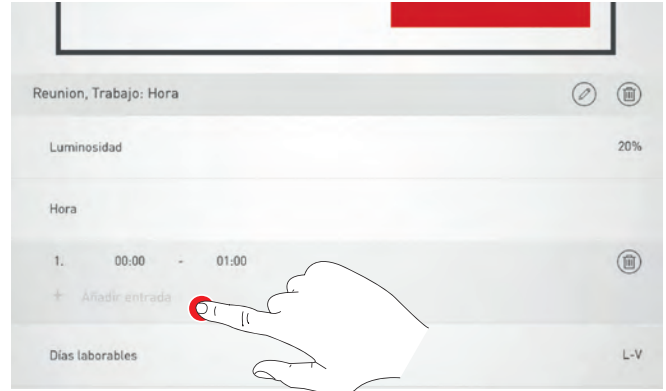 Reunion, Trabajo: Hora
Luminosidad 20%
Hora
1. 00:00 - 01:00
+ Añadir entrada
Días laborables L-V